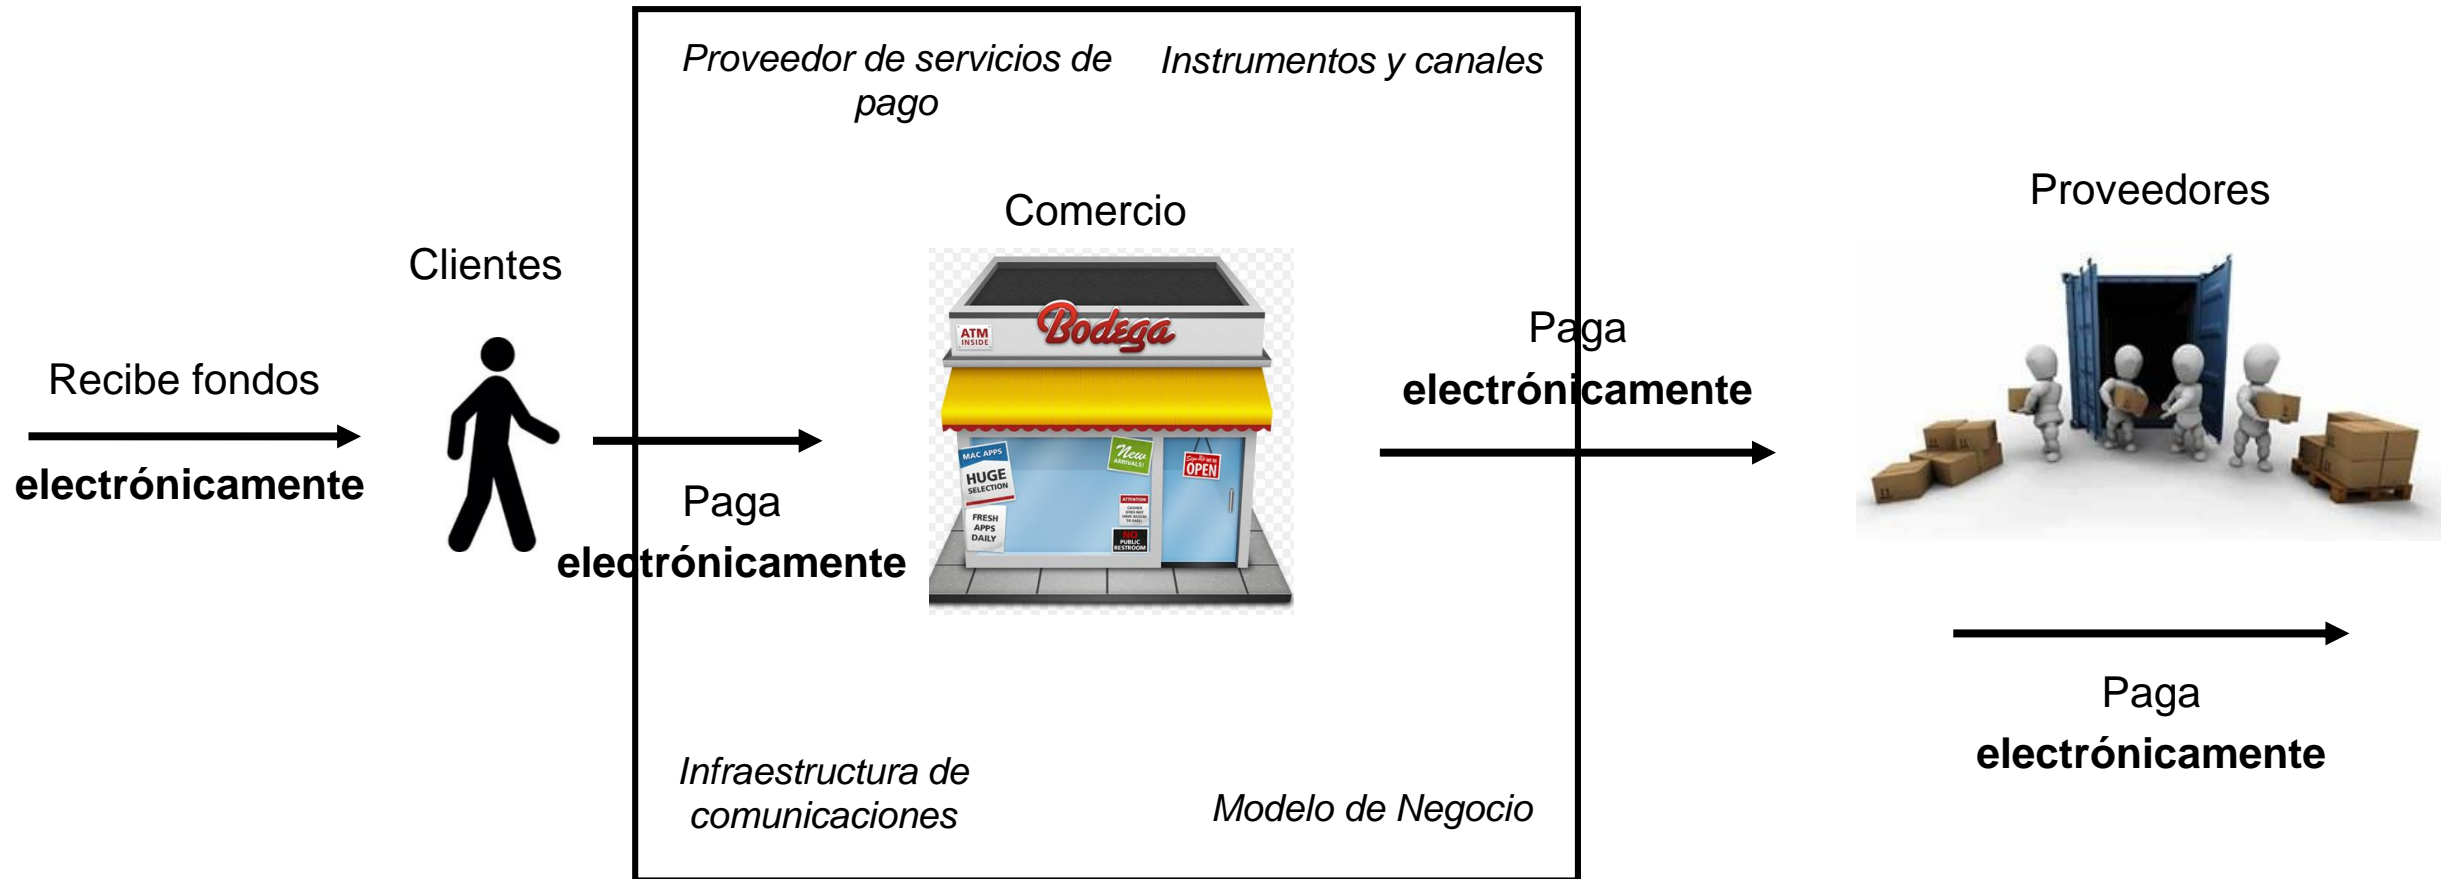 Proveedor de servicios de
pago
Instrumentos y canales
Proveedores
Comercio
Clientes
Bodega
ATM
INSIDE
Paga
electrónicamente
Recibe fondos
electrónicamente
MAC APPS
HUGE
SELECTION
FRESH
APPS
DAILY
New
ARRIVALS!
OPEN
ATTENTION
NO
PUBLIC
RESTROOM
Paga
electrónicamente
Paga
electrónicamente
Infraestructura de
comunicaciones
Modelo de Negocio